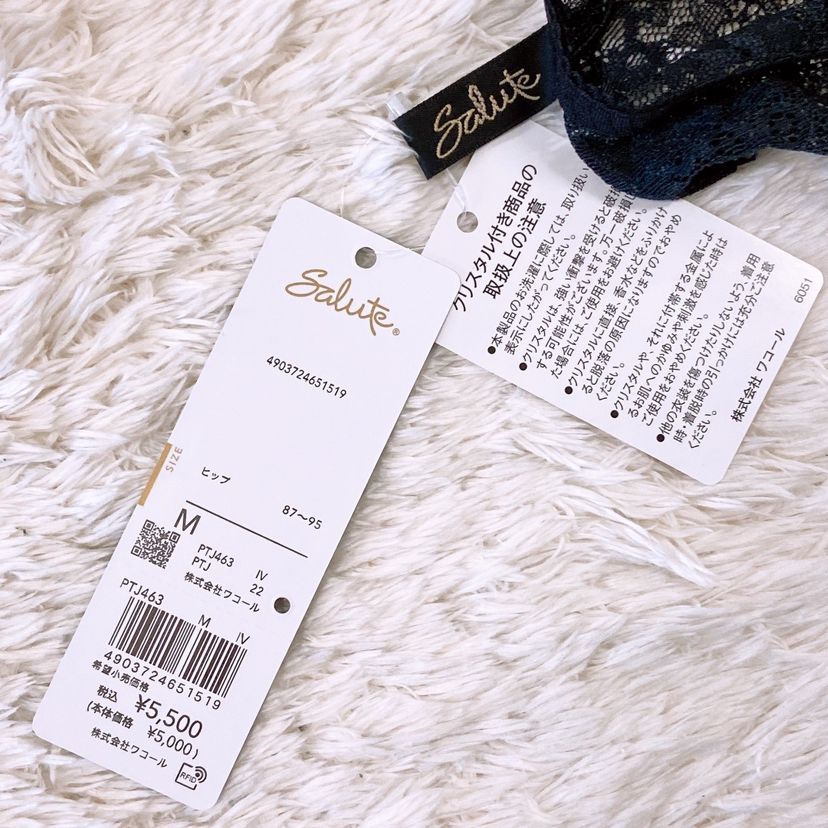 Salute
Salute®
4903724651519
SIZE
ヒップ
87～95
M
PTJ463 IV
PTJ 22
株式会社ワコール
PTJ463
M IV
4903724651519
希望小売価格
税込 ¥5,500
(本体価格 ¥5,000)
株式会社ワコール
RFID
クリスタル付き商品の
取扱上の注意
●本製品のお洗濯に際しては、取り扱い
表示にしたがってください。
●クリスタルは、強い衝撃を受けると破損
する可能性がございます。万一破損し
た場合には、ご使用をお避けください。
●クリスタルに直接、香水などをふりかけ
ると脱落の原因になりますのでおやめ
ください。
●クリスタルや、それに付帯する金属によ
るお肌へのかゆみや刺激を感じた時は
ご使用をおやめください。
●他の衣装を傷つけたりしないよう、着用
時・着脱時の引っかけには充分ご注意
ください。
株式会社 ワコール
6051